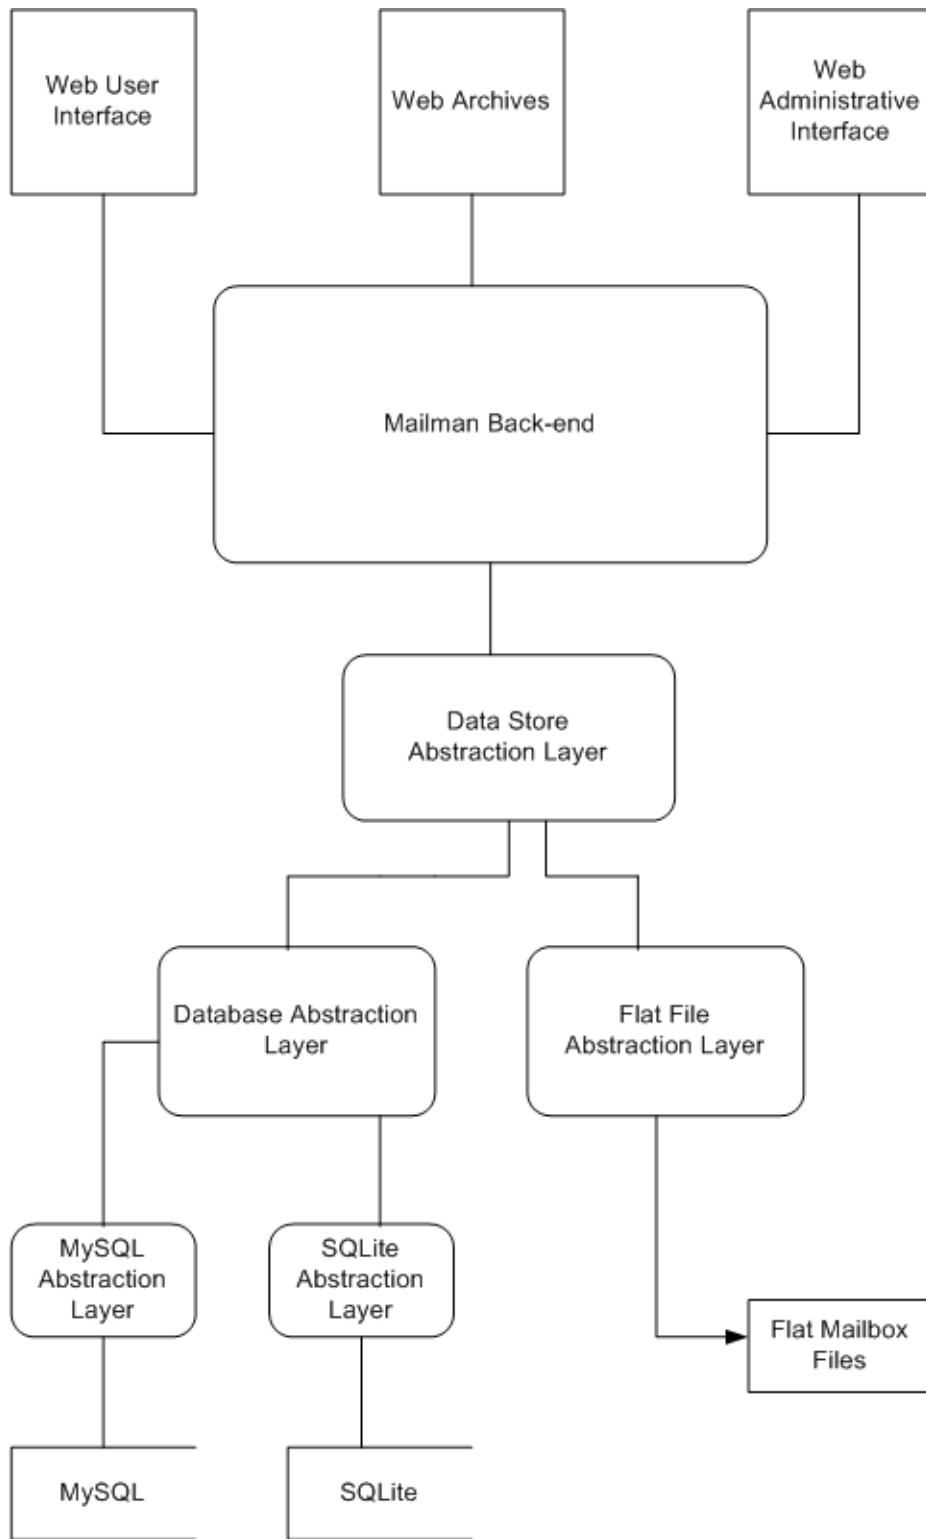 Web User
Interface
Web Archives
Web
Administrative
Interface
Mailman Back-end
Data Store
Abstraction Layer
Database Abstraction
Layer
Flat File
Abstraction Layer
MySQL
Abstraction
Layer
SQLite
Abstraction
Layer
Flat Mailbox
Files
MySQL
SQLite